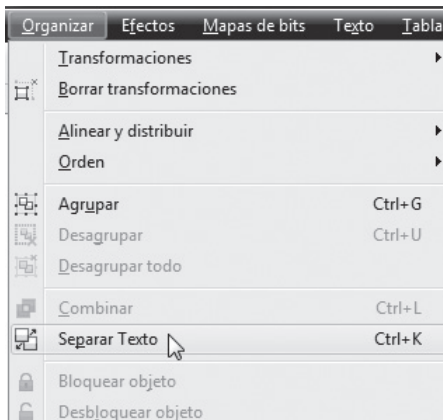 Organizar Efectos Mapas de bits Texto Tabla
Transformaciones
Borrar transformaciones
Alinear y distribuir
Orden
Agrupar Ctrl+G
Desagrupar Ctrl+U
Desagrupar todo
Combinar Ctrl+L
Separar Texto Ctrl+K
Bloquear objeto
Desbloquear objeto